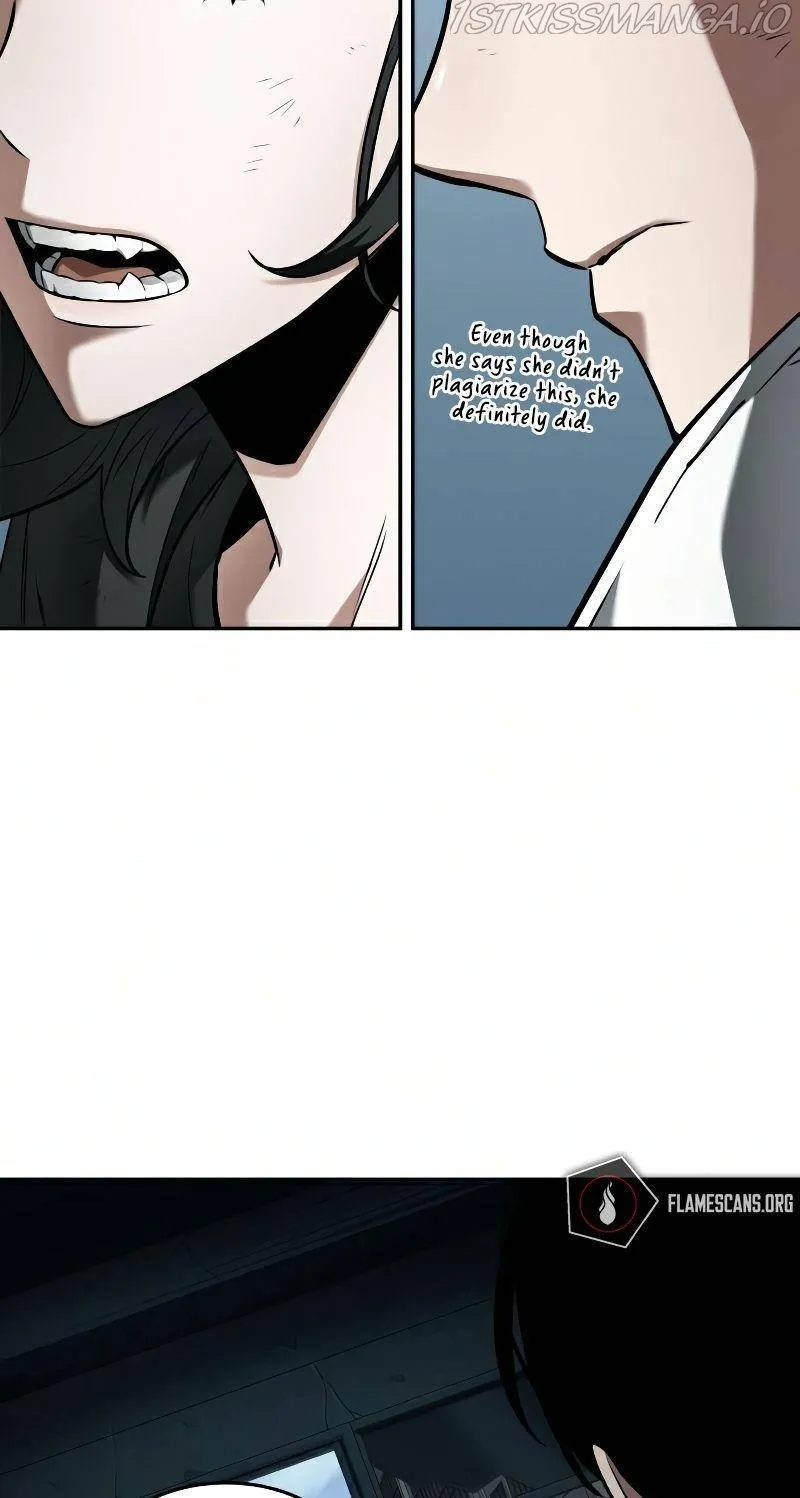 1STKISSMANGA.IO
Even though
she says she didn't
plagiarize this, she
definitely did.
FLAMESCANS.ORG